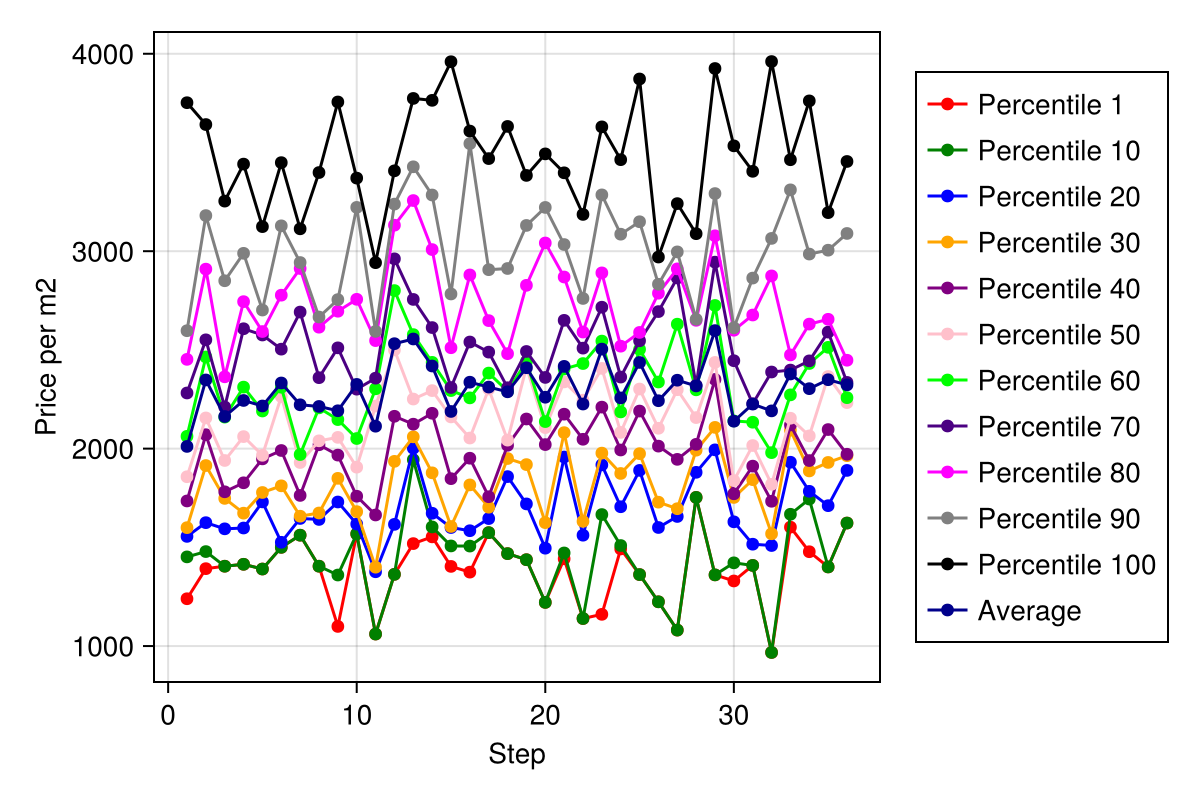 4000
3000
2000
1000
Price per m2
0 10 20 30
Step
Percentile 1
Percentile 10
Percentile 20
Percentile 30
Percentile 40
Percentile 50
Percentile 60
Percentile 70
Percentile 80
Percentile 90
Percentile 100
Average